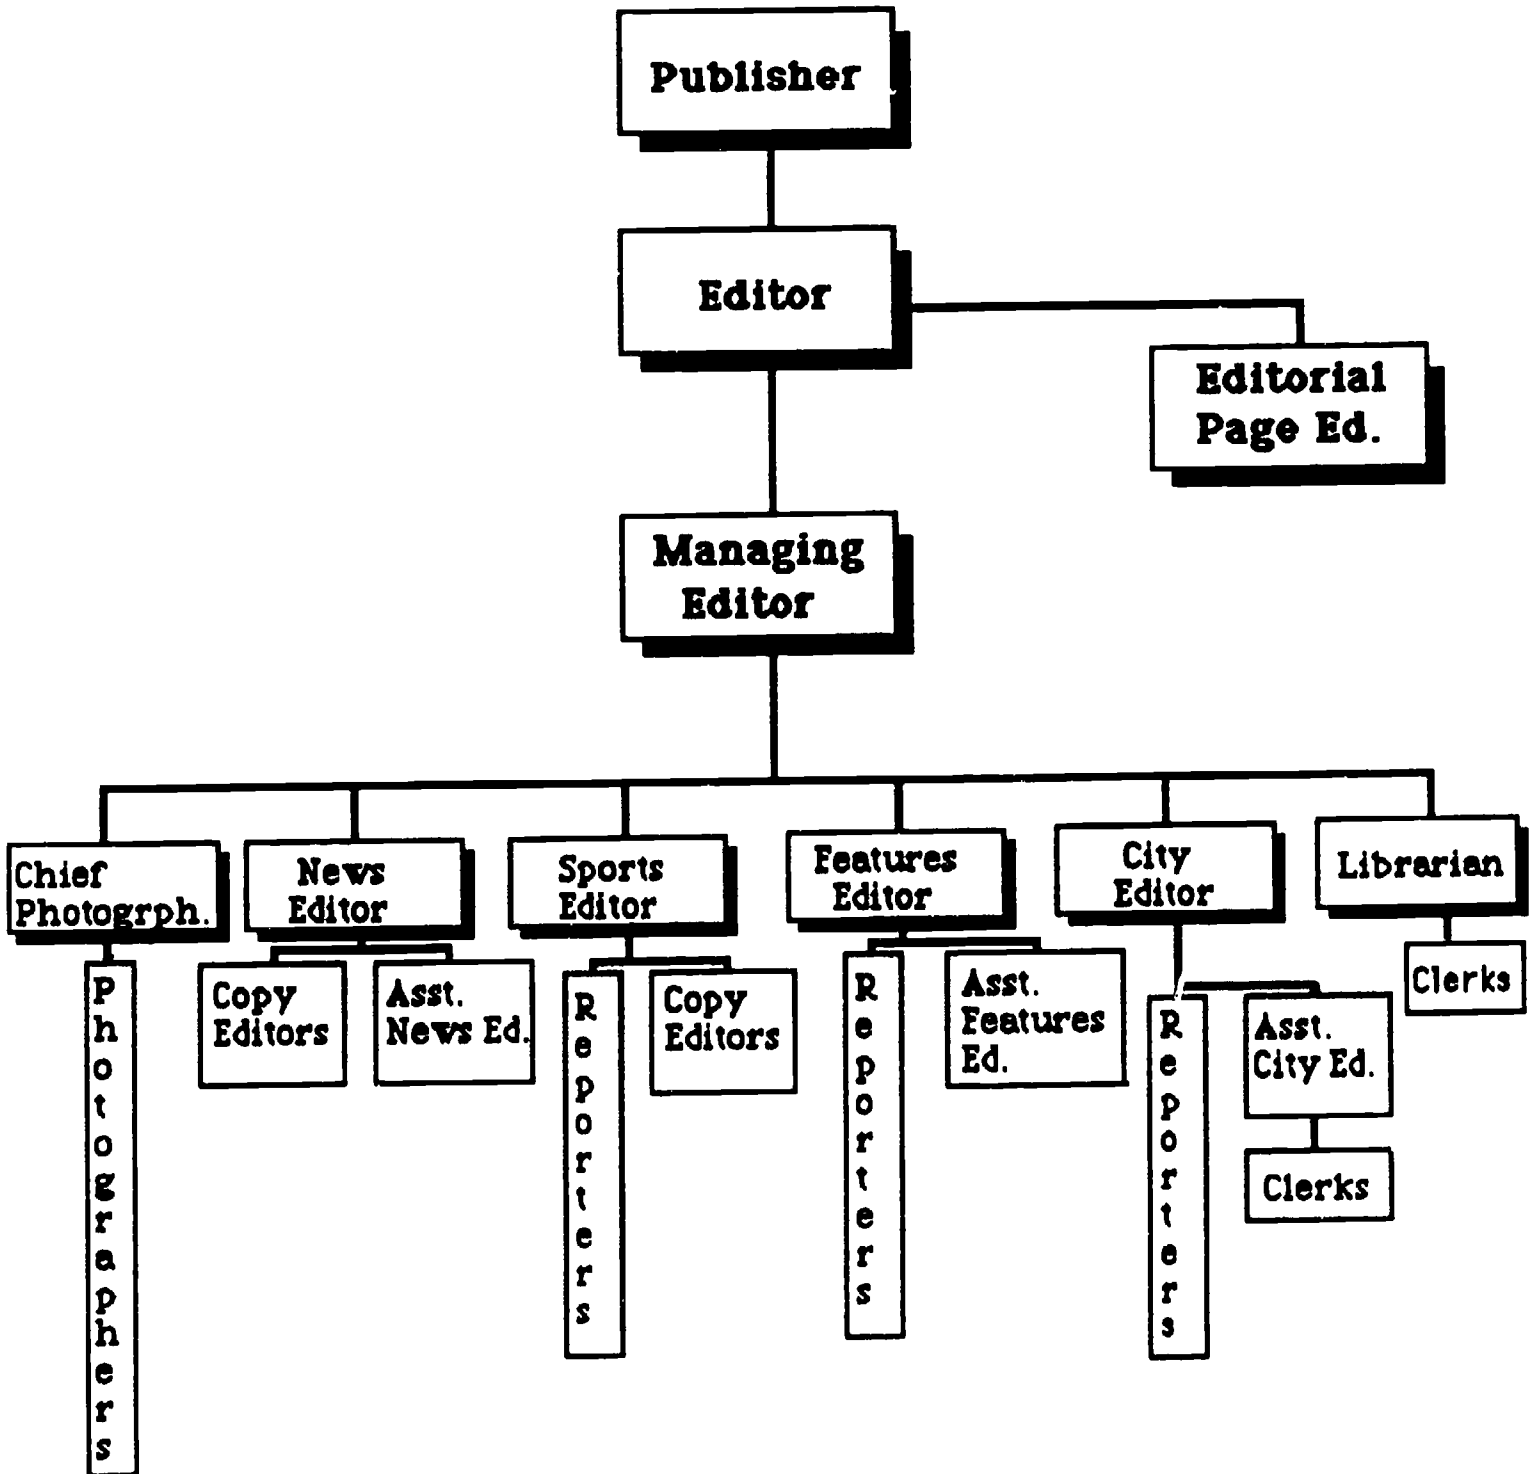 Publisher
Editor
Editorial
Page Ed.
Managing
Editor
Chief
Photogrph.
News
Editor
Sports
Editor
Features
Editor
City
Editor
Librarian
Photographers
Copy
Editors
Asst.
News Ed.
Reporters
Copy
Editors
Reporters
Asst.
Features
Ed.
Reporters
Asst.
City Ed.
Clerks
Clerks